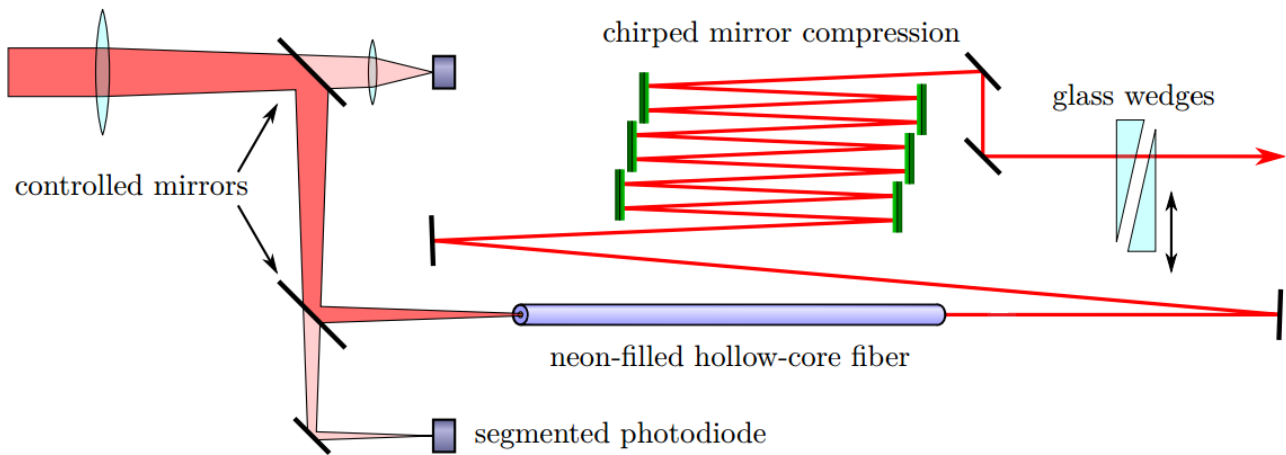 chirped mirror compression
glass wedges
controlled mirrors
neon-filled hollow-core fiber
segmented photodiode